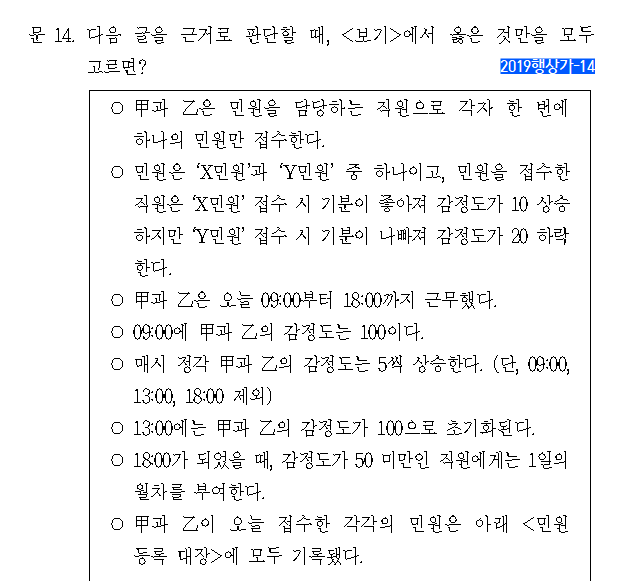 문 14. 다음 글을 근거로 판단할 때, <보기>에서 옳은 것만을 모두
고르면?
2019행상가-14
○ 甲과 乙은 민원을 담당하는 직원으로 각자 한 번에
하나의 민원만 접수한다.
○ 민원은 ‘X민원’과 ‘Y민원’ 중 하나이고, 민원을 접수한
직원은 ‘X민원’ 접수 시 기분이 좋아져 감정도가 10 상승
하지만 ‘Y민원’ 접수 시 기분이 나빠져 감정도가 20 하락
한다.
○ 甲과 乙은 오늘 09:00부터 18:00까지 근무했다.
○ 09:00에 甲과 乙의 감정도는 100이다.
○ 매시 정각 甲과 乙의 감정도는 5씩 상승한다. (단, 09:00,
13:00, 18:00 제외)
○ 13:00에는 甲과 乙의 감정도가 100으로 초기화된다.
○ 18:00가 되었을 때, 감정도가 50 미만인 직원에게는 1일의
월차를 부여한다.
○ 甲과 乙이 오늘 접수한 각각의 민원은 아래 <민원
등록 대장>에 모두 기록됐다.